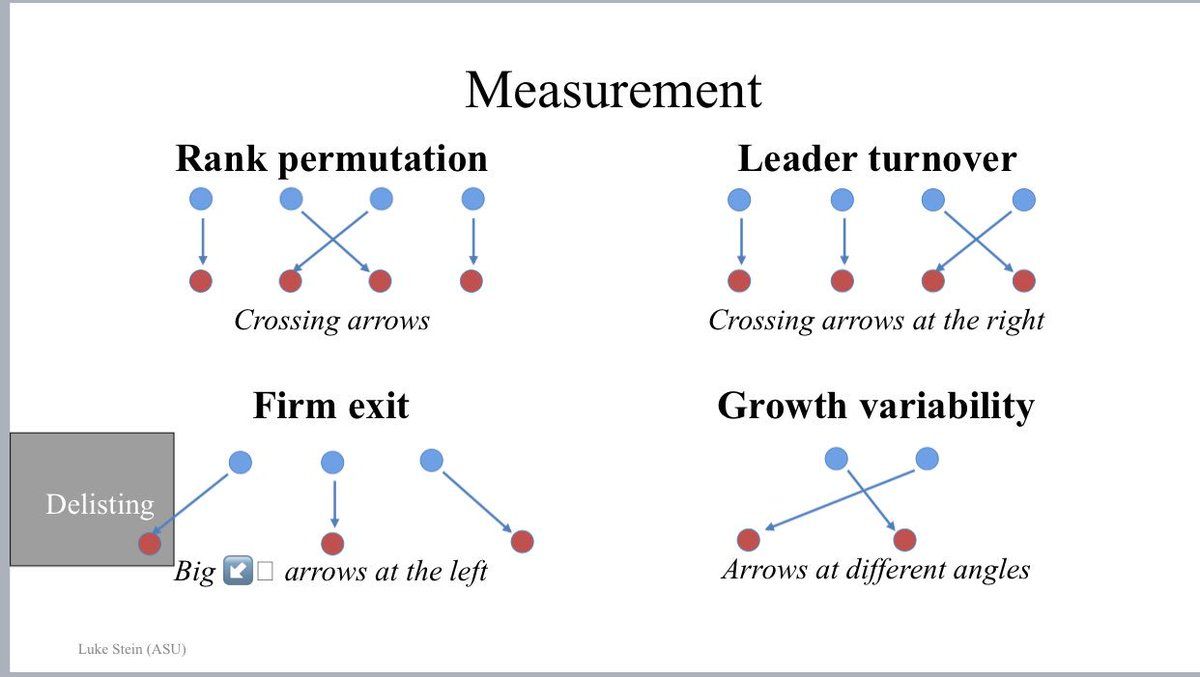 Measurement
Rank permutation
Crossing arrows
Leader turnover
Crossing arrows at the right
Firm exit
Delisting
Big ↙️□ arrows at the left
Growth variability
Arrows at different angles
Luke Stein (ASU)